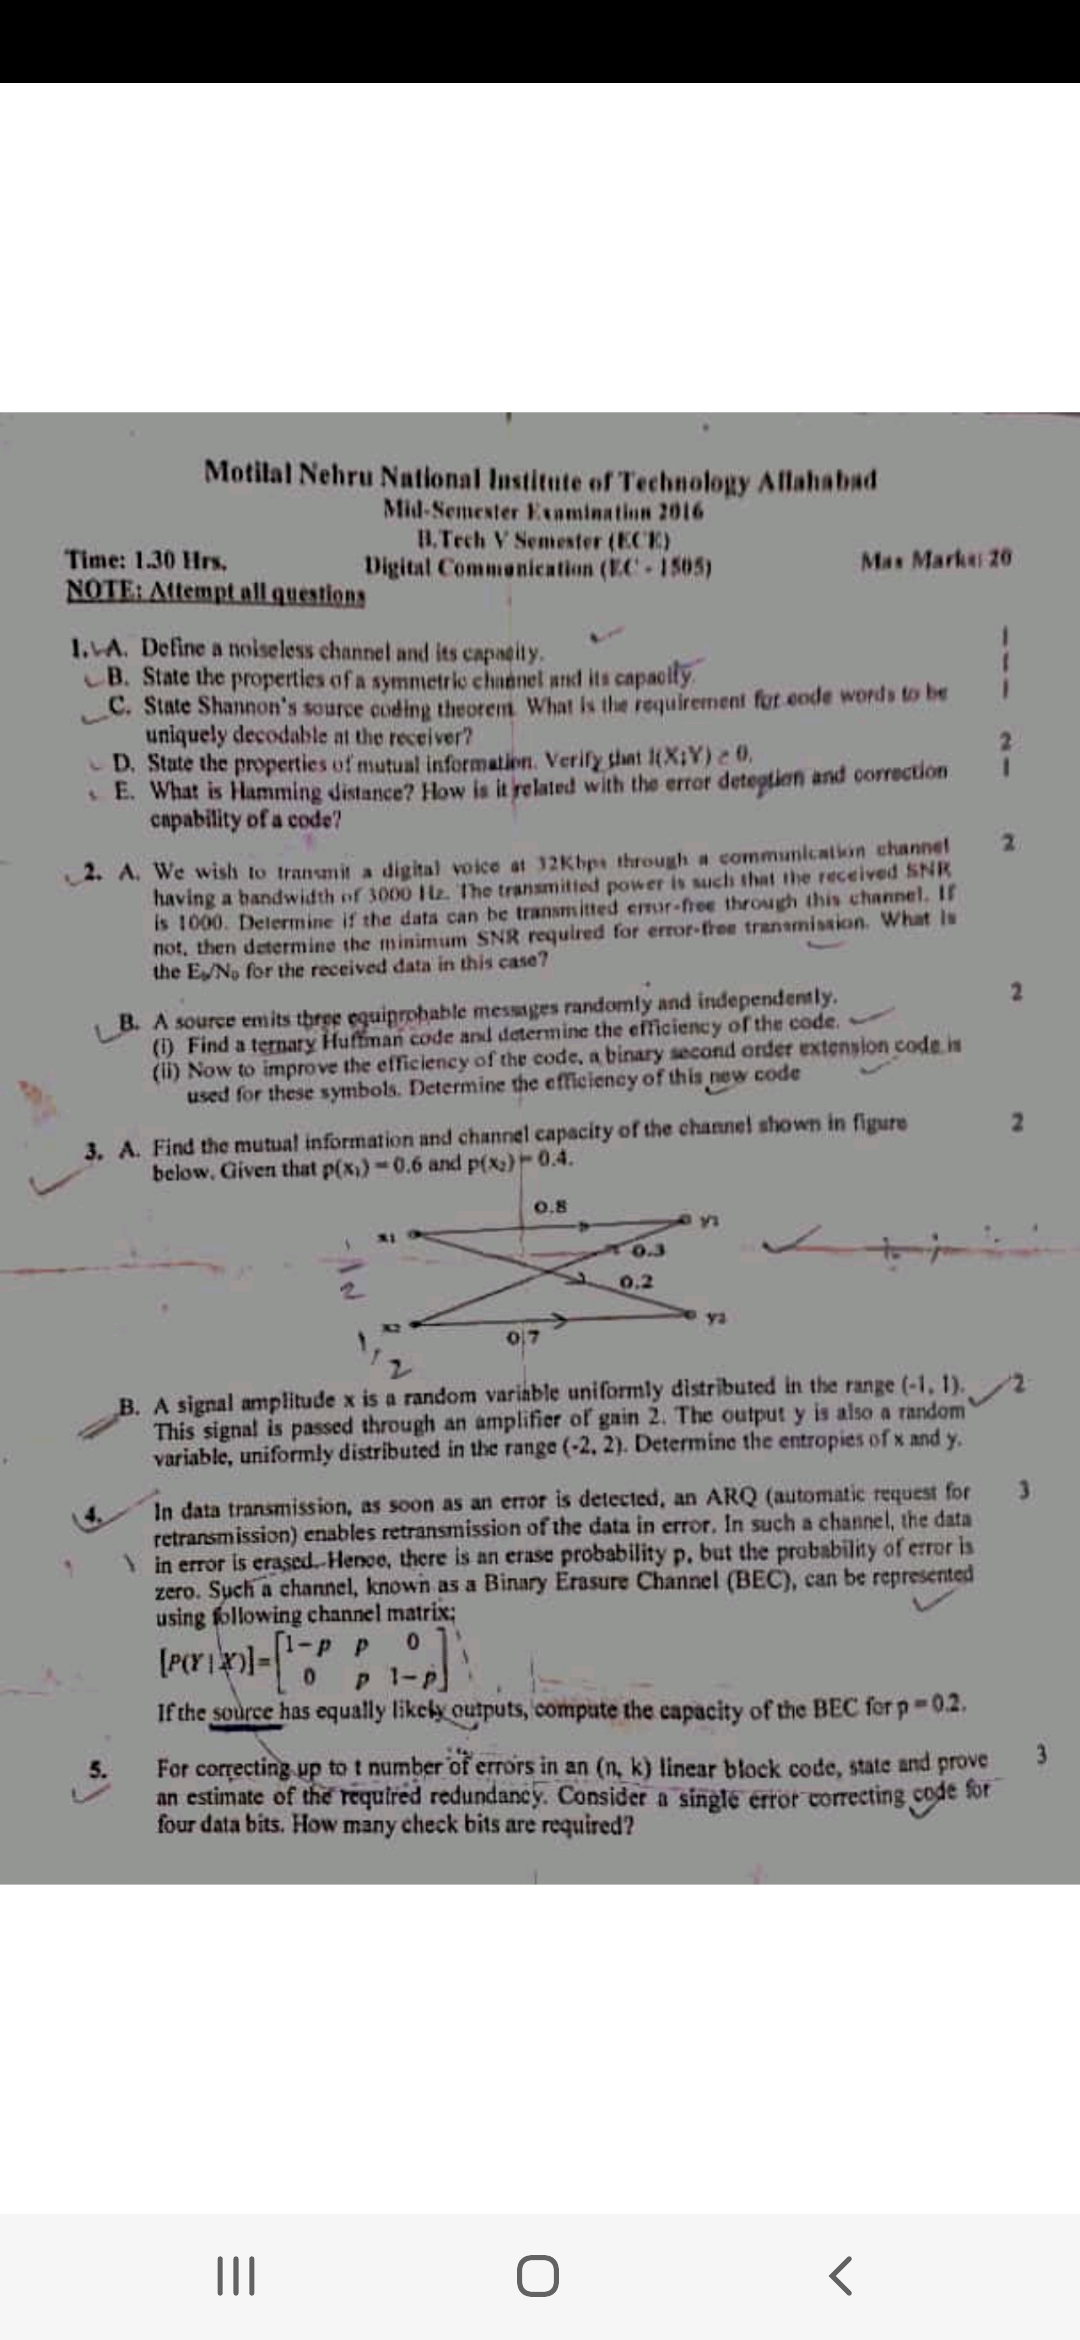 Motilal Nehru National Institute of Technology Allahabad
Mid-Semester Examination 2016
B.Tech V Semester (ECE)
Time: 1.30 Hrs. Digital Communication (EC - 1505) Max Marks: 20
NOTE: Attempt all questions
1. A. Define a noiseless channel and its capacity. 1
B. State the properties of a symmetric channel and its capacity. 1
C. State Shannon's source coding theorem. What is the requirement for code words to be 1
uniquely decodable at the receiver?
D. State the properties of mutual information. Verify that I(X;Y) ≥ 0. 2
E. What is Hamming distance? How is it related with the error detection and correction 1
capability of a code?
2. A. We wish to transmit a digital voice at 32Kbps through a communication channel 2
having a bandwidth of 3000 Hz. The transmitted power is such that the received SNR
is 1000. Determine if the data can be transmitted error-free through this channel. If
not, then determine the minimum SNR required for error-free transmission. What is
the Eb/N0 for the received data in this case?
B. A source emits three equiprobable messages randomly and independently. 2
(i) Find a ternary Huffman code and determine the efficiency of the code.
(ii) Now to improve the efficiency of the code, a binary second order extension code is
used for these symbols. Determine the efficiency of this new code
3. A. Find the mutual information and channel capacity of the channel shown in figure 2
below. Given that p(x₁) = 0.6 and p(x₂) = 0.4.
0.8
x1 y1
0.3
1/2
0.2
x2 y2
0.7
1/2
B. A signal amplitude x is a random variable uniformly distributed in the range (-1, 1). 2
This signal is passed through an amplifier of gain 2. The output y is also a random
variable, uniformly distributed in the range (-2, 2). Determine the entropies of x and y.
4. In data transmission, as soon as an error is detected, an ARQ (automatic request for 3
retransmission) enables retransmission of the data in error. In such a channel, the data
in error is erased. Hence, there is an erase probability p, but the probability of error is
zero. Such a channel, known as a Binary Erasure Channel (BEC), can be represented
using following channel matrix;
[P(Y | X)] = [1-p p 0
0 p 1-p]
If the source has equally likely outputs, compute the capacity of the BEC for p = 0.2.
5. For correcting up to t number of errors in an (n, k) linear block code, state and prove 3
an estimate of the required redundancy. Consider a single error correcting code for
four data bits. How many check bits are required?